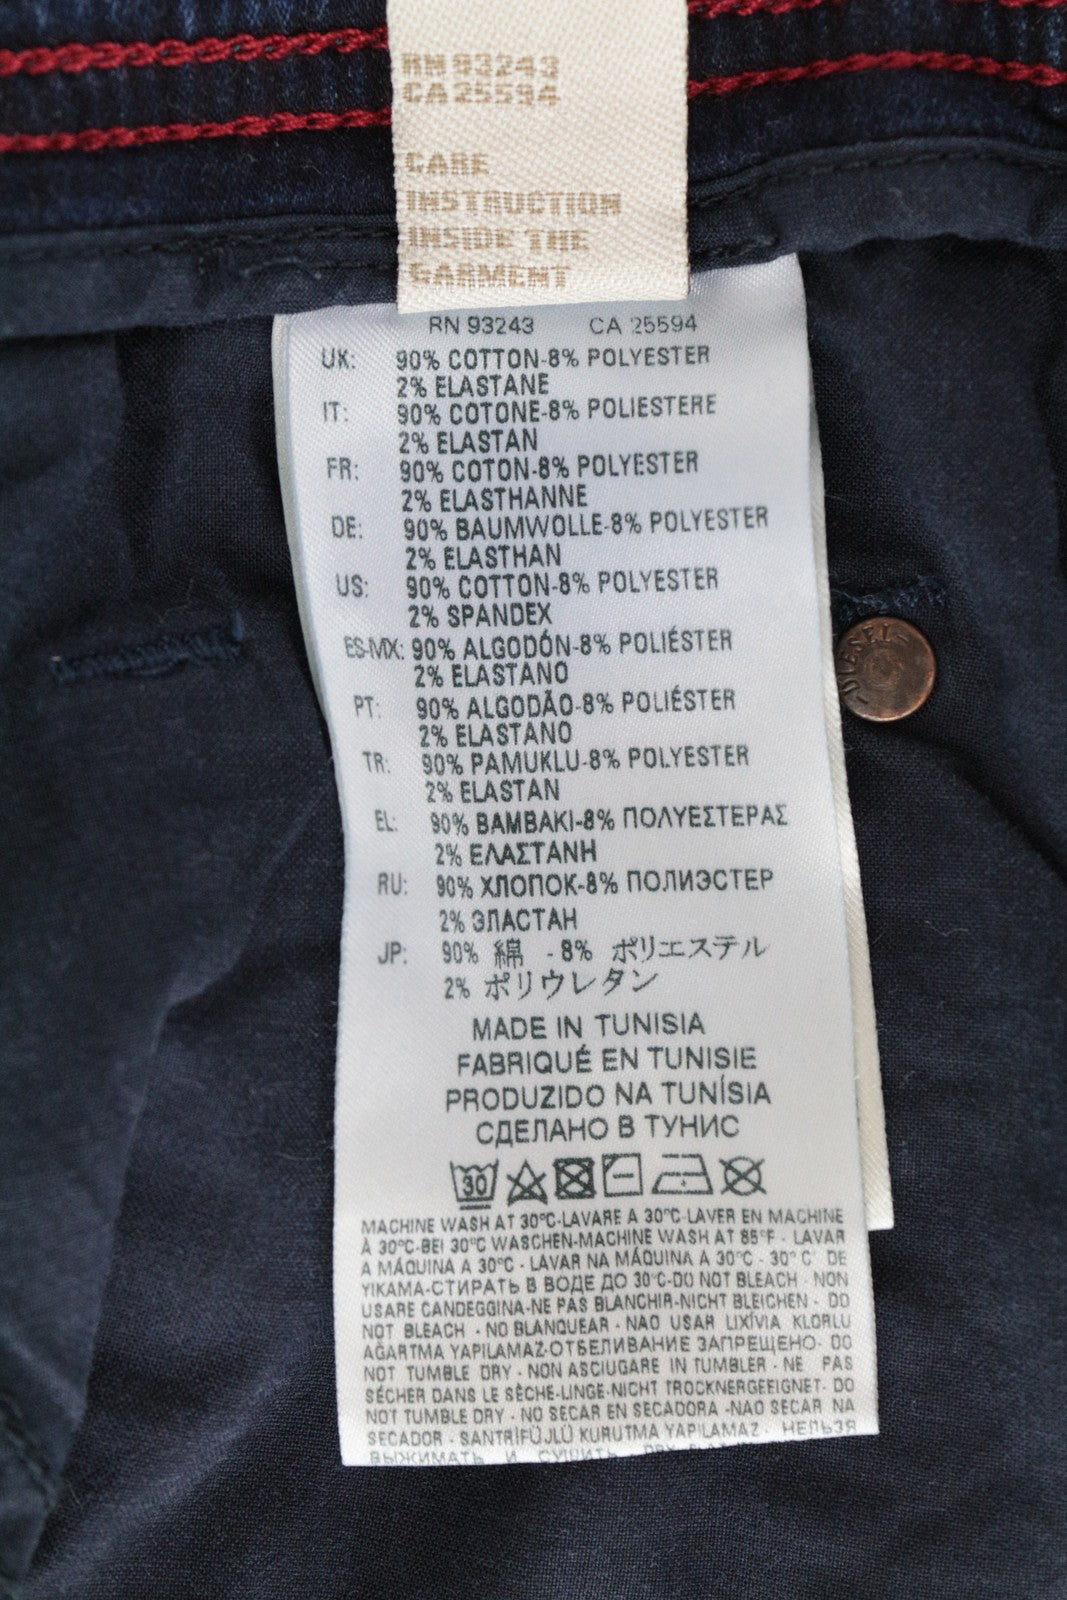 RN 93243
CA 25594
CARE
INSTRUCTION
INSIDE THE
GARMENT
RN 93243 CA 25594
UK: 90% COTTON-8% POLYESTER
2% ELASTANE
IT: 90% COTONE-8% POLIESTERE
2% ELASTAN
FR: 90% COTON-8% POLYESTER
2% ELASTHANNE
DE: 90% BAUMWOLLE-8% POLYESTER
2% ELASTHAN
US: 90% COTTON-8% POLYESTER
2% SPANDEX
ES-MX: 90% ALGODÓN-8% POLIÉSTER
2% ELASTANO
PT: 90% ALGODÃO-8% POLIÉSTER
2% ELASTANO
TR: 90% PAMUKLU-8% POLYESTER
2% ELASTAN
EL: 90% BAMBAKI-8% ΠΟΛΥΕΣΤΕΡΑΣ
2% ΕΛΑΣΤΑΝΗ
RU: 90% ХЛОПОК-8% ПОЛИЭСТЕР
2% ЭЛАСТАН
JP: 90% 綿 -8% ポリエステル
2% ポリウレタン
MADE IN TUNISIA
FABRIQUÉ EN TUNISIE
PRODUZIDO NA TUNÍSIA
СДЕЛАНО В ТУНИС
30
MACHINE WASH AT 30°C-LAVARE A 30°C-LAVER EN MACHINE
À 30°C-BEI 30°C WASCHEN-MACHINE WASH AT 85°F - LAVAR
A MÁQUINA A 30°C - LAVAR NA MÁQUINA A 30°C - 30° C' DE
YIKAMA-СТИРАТЬ В ВОДЕ ДО 30°C-DO NOT BLEACH - NON
USARE CANDEGGINA-NE PAS BLANCHIR-NICHT BLEICHEN - DO
NOT BLEACH - NO BLANQUEAR - NAO USAR LIXÍVIA KLORLU
AĞARTMA YAPILAMAZ-ОТБЕЛИВАНИЕ ЗАПРЕЩЕНО- DO
NOT TUMBLE DRY - NON ASCIUGARE IN TUMBLER - NE PAS
SÉCHER DANS LE SÈCHE-LINGE-NICHT TROCKNERGEEIGNET- DO
NOT TUMBLE DRY - NO SECAR EN SECADORA -NAO SECAR NA
SECADOR - SANTRİFÜJLÜ KURUTMA YAPILAMAZ - НЕЛЬЗЯ
ВЫЖИМАТЬ И СУШИТЬ
DIESEL